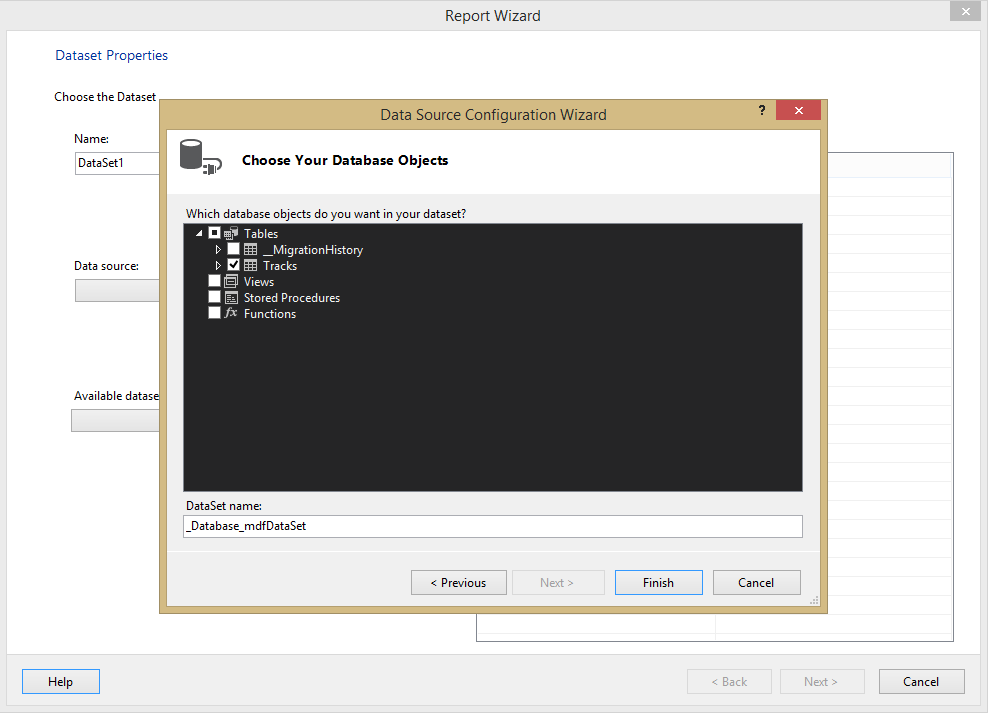 Report Wizard
Dataset Properties
Choose the Dataset
Name:
DataSet1
Data source:
Available datase
Data Source Configuration Wizard
?
Choose Your Database Objects
Which database objects do you want in your dataset?
Tables
__MigrationHistory
Tracks
Views
Stored Procedures
fx Functions
DataSet name:
_Database_mdfDataSet
< Previous Next > Finish Cancel
Help < Back Next > Cancel